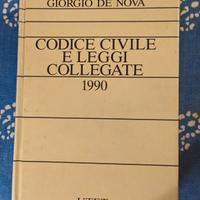 GIORGIO DE NOVA
CODICE CIVILE
E LEGGI
COLLEGATE
1990